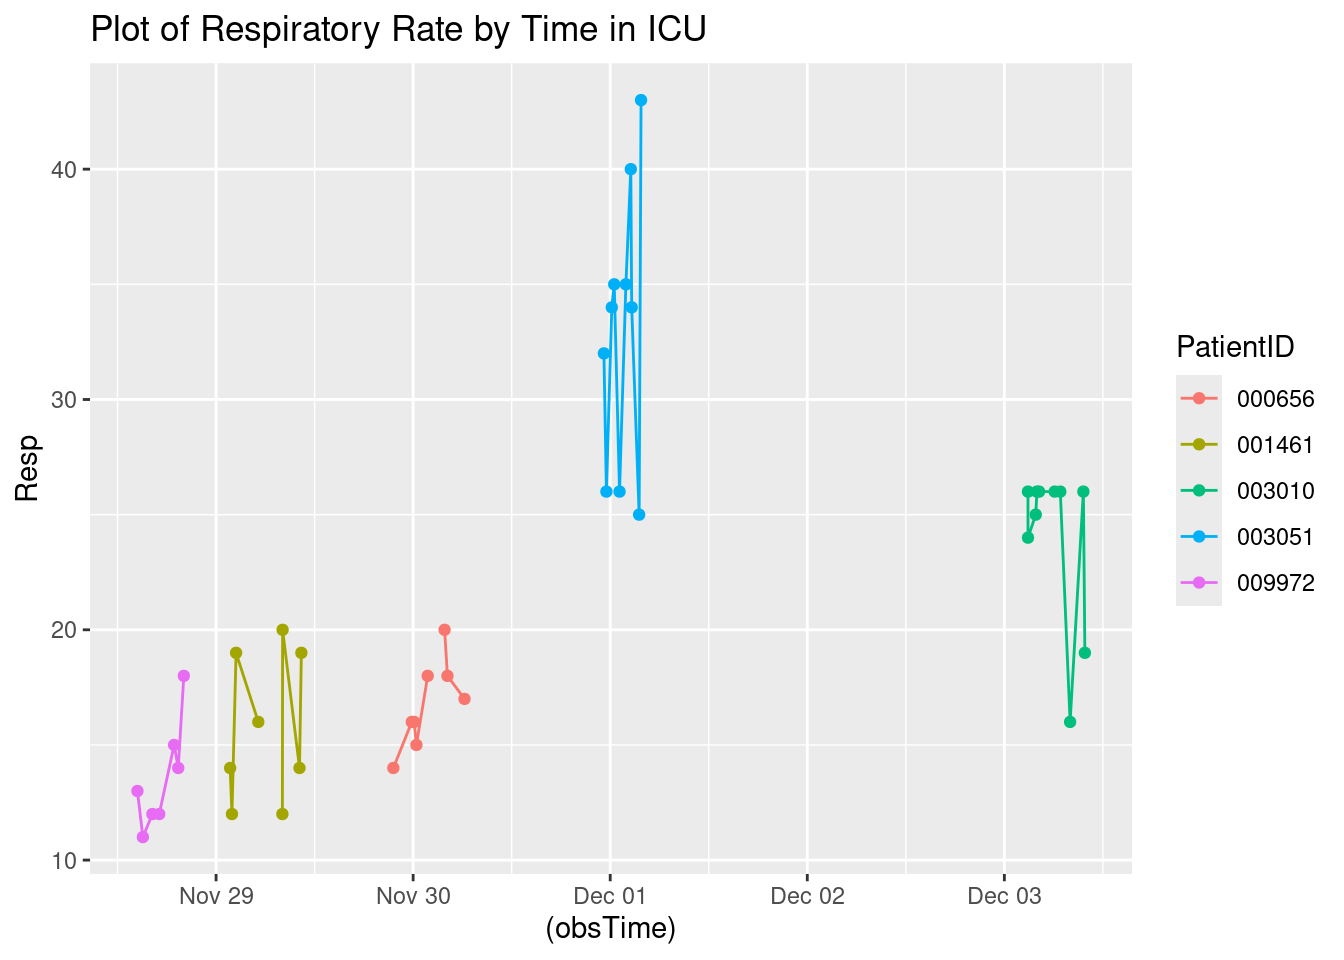 Plot of Respiratory Rate by Time in ICU
Resp
40
30
20
10
Nov 29
Nov 30
Dec 01
Dec 02
Dec 03
(obsTime)
PatientID
000656
001461
003010
003051
009972